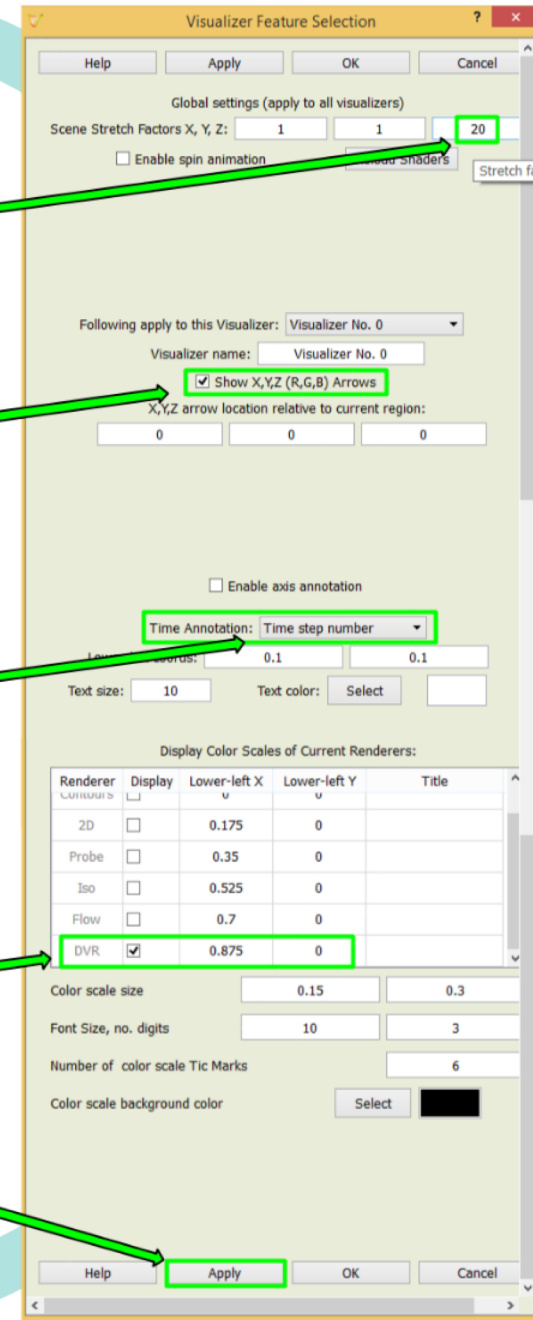 Visualizer Feature Selection ? ×
Help Apply OK Cancel
Global settings (apply to all visualizers)
Scene Stretch Factors X, Y, Z: 1 1 20
Enable spin animation Shaders
Stretch fa
Following apply to this Visualizer: Visualizer No. 0
Visualizer name: Visualizer No. 0
Show X,Y,Z (R,G,B) Arrows
X,Y,Z arrow location relative to current region:
0 0 0
Enable axis annotation
Time Annotation: Time step number
0.1 0.1
Text size: 10 Text color: Select
Display Color Scales of Current Renderers:
Renderer Display Lower-left X Lower-left Y Title
Contours 0 0
2D 0.175 0
Probe 0.35 0
Iso 0.525 0
Flow 0.7 0
DVR 0.875 0
Color scale size 0.15 0.3
Font Size, no. digits 10 3
Number of color scale Tic Marks 6
Color scale background color Select
Help Apply OK Cancel